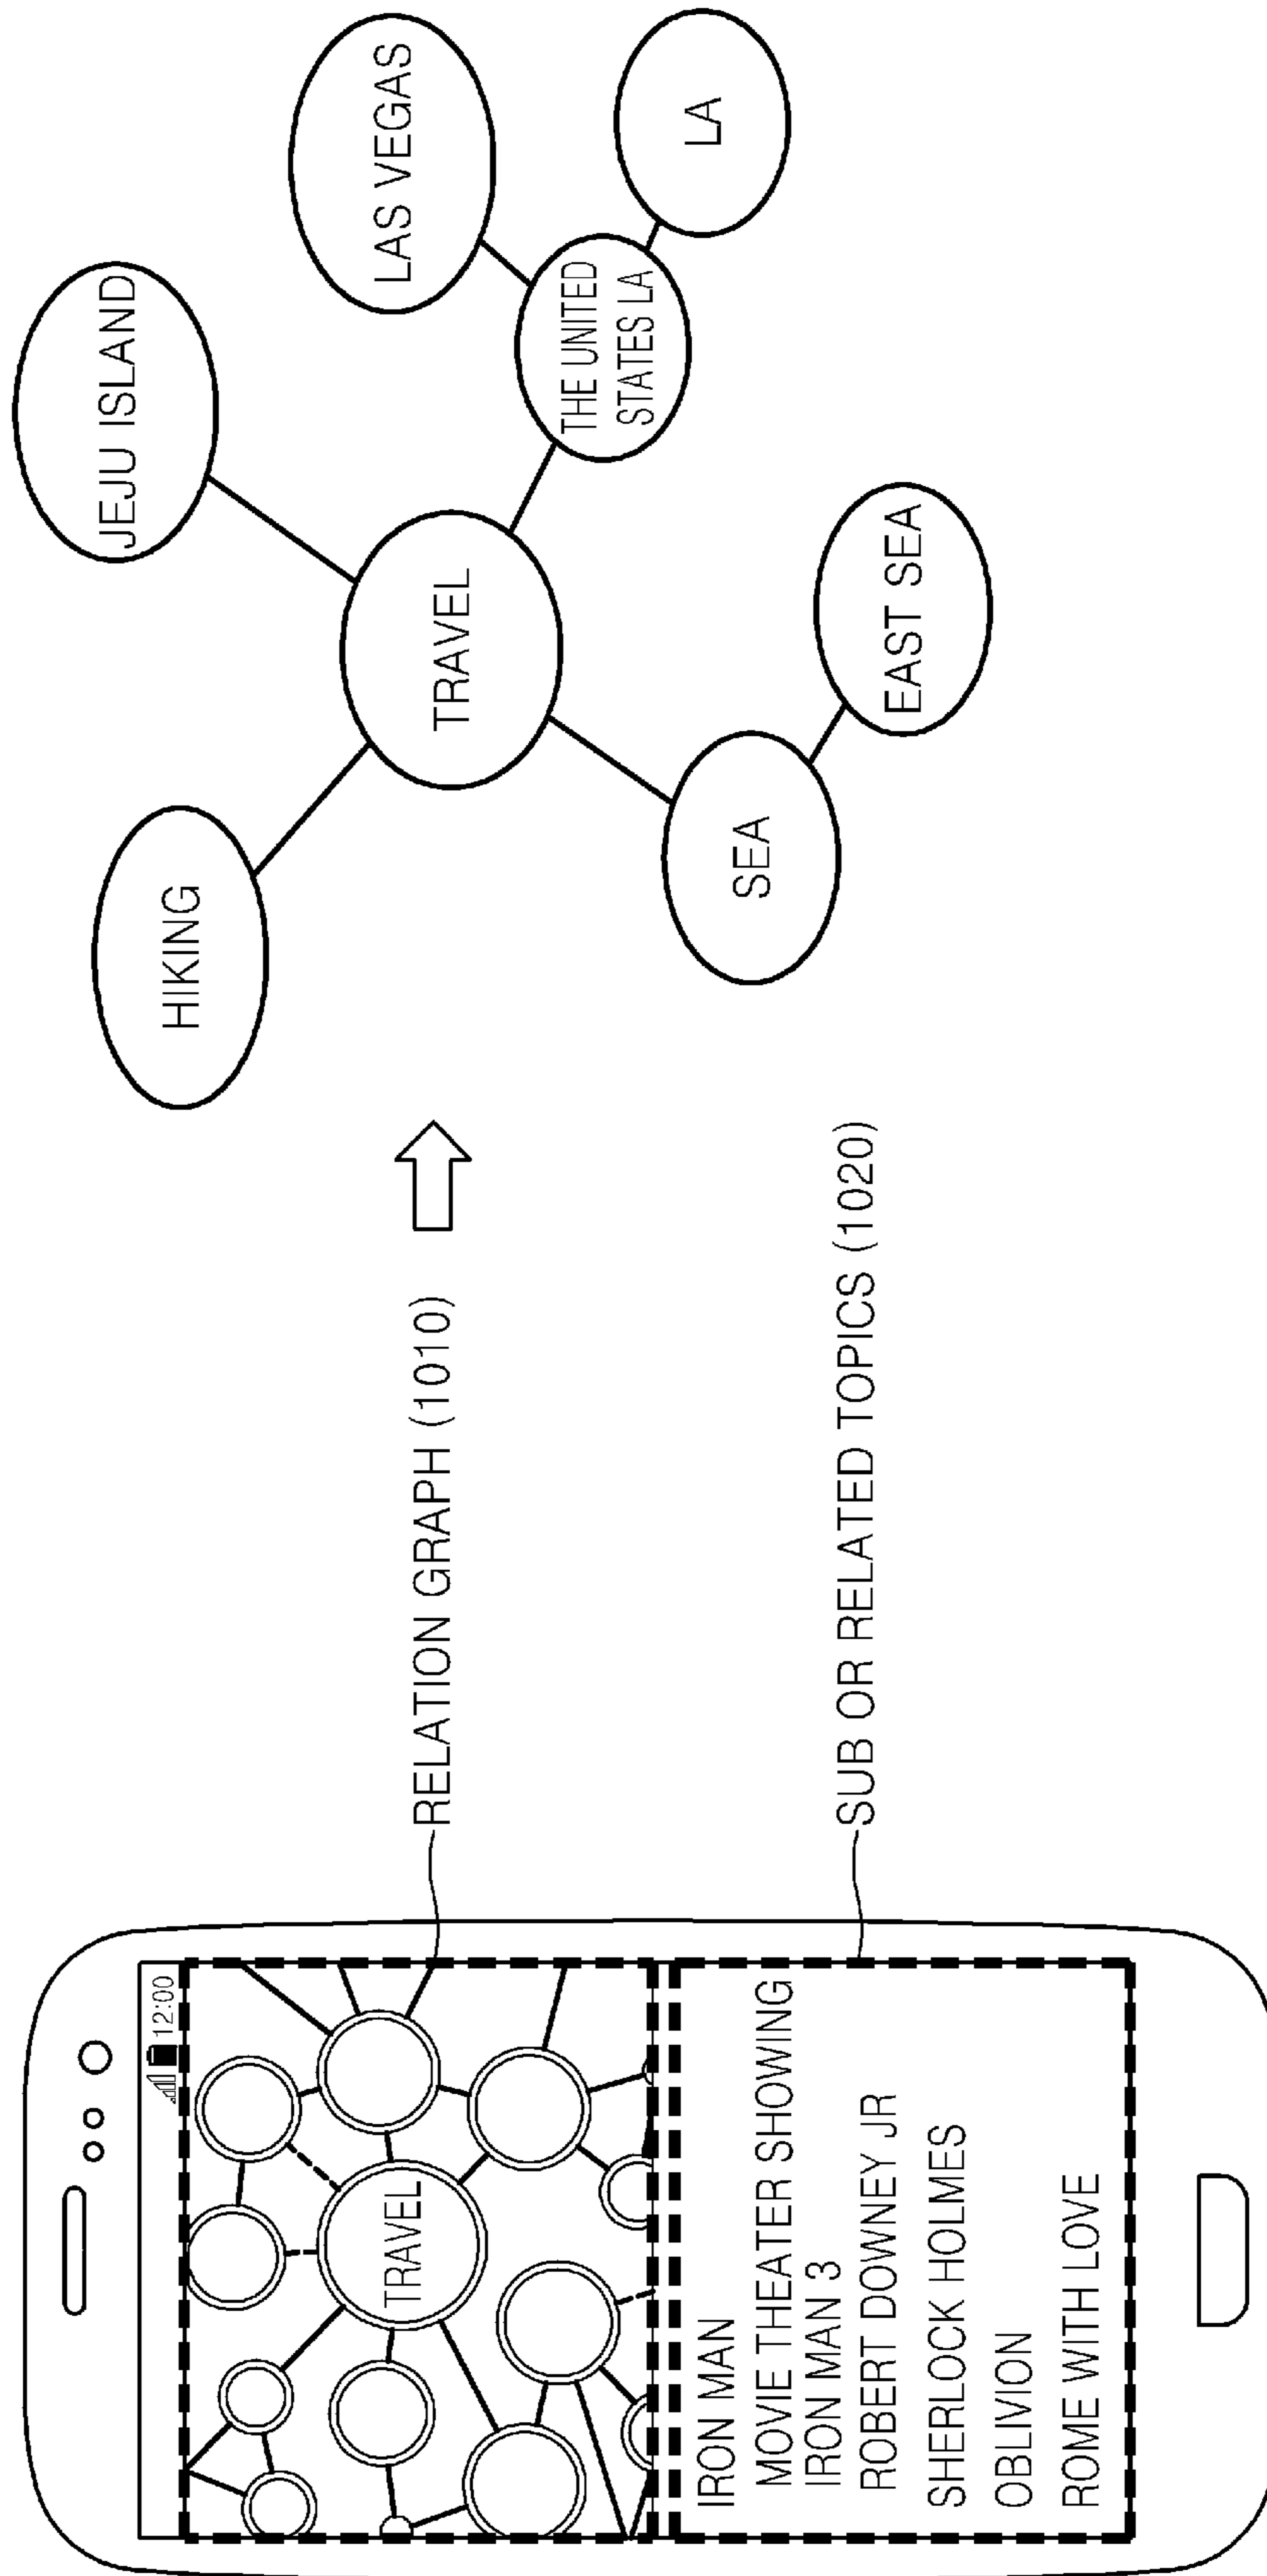 12:00
TRAVEL
IRON MAN
MOVIE THEATER SHOWING
IRON MAN 3
ROBERT DOWNEY JR
SHERLOCK HOLMES
OBLIVION
ROME WITH LOVE
RELATION GRAPH (1010)
SUB OR RELATED TOPICS (1020)
HIKING
JEJU ISLAND
TRAVEL
LAS VEGAS
THE UNITED
STATES LA
LA
SEA
EAST SEA